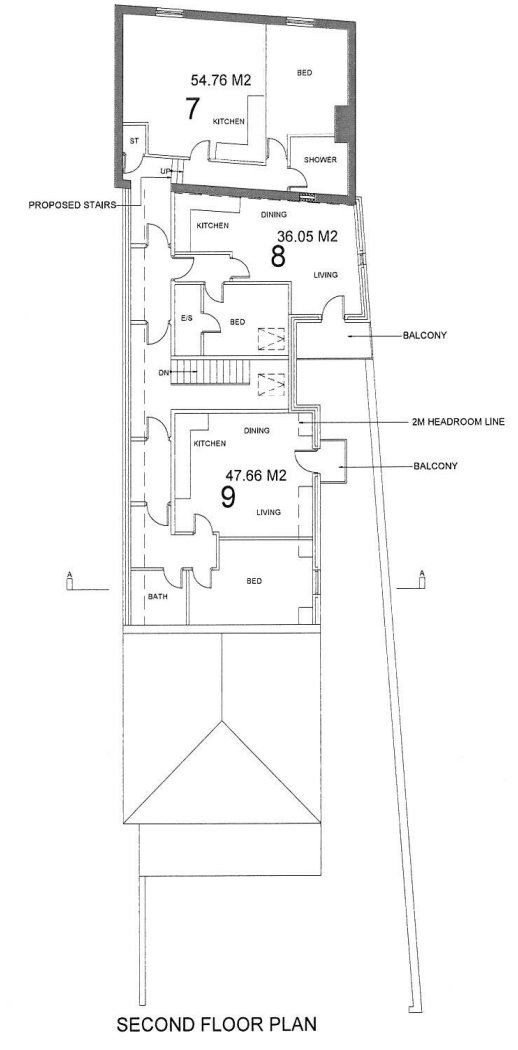 54.76 M2
BED
7
KITCHEN
ST
SHOWER
UP
PROPOSED STAIRS
DINING
KITCHEN
36.05 M2
8
LIVING
E/S
BED
BALCONY
DN
2M HEADROOM LINE
DINING
KITCHEN
BALCONY
47.66 M2
9
LIVING
A
A
BED
BATH
SECOND FLOOR PLAN